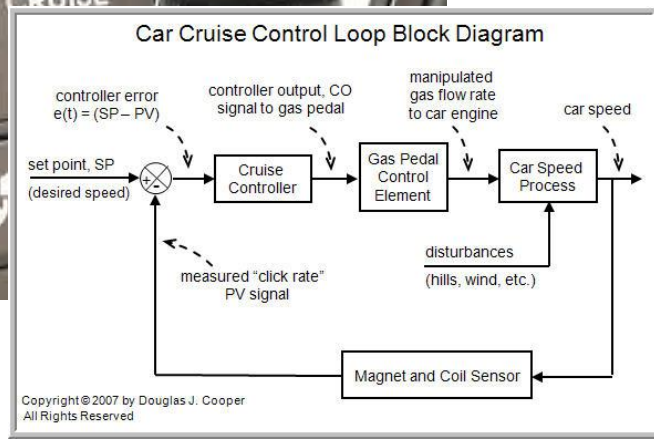 CRUISE
Car Cruise Control Loop Block Diagram
controller error
e(t) = (SP – PV)
controller output, CO
signal to gas pedal
manipulated
gas flow rate
to car engine
car speed
set point, SP
(desired speed)
+
-
Cruise
Controller
Gas Pedal
Control
Element
Car Speed
Process
measured “click rate”
PV signal
disturbances
(hills, wind, etc.)
Magnet and Coil Sensor
Copyright © 2007 by Douglas J. Cooper
All Rights Reserved